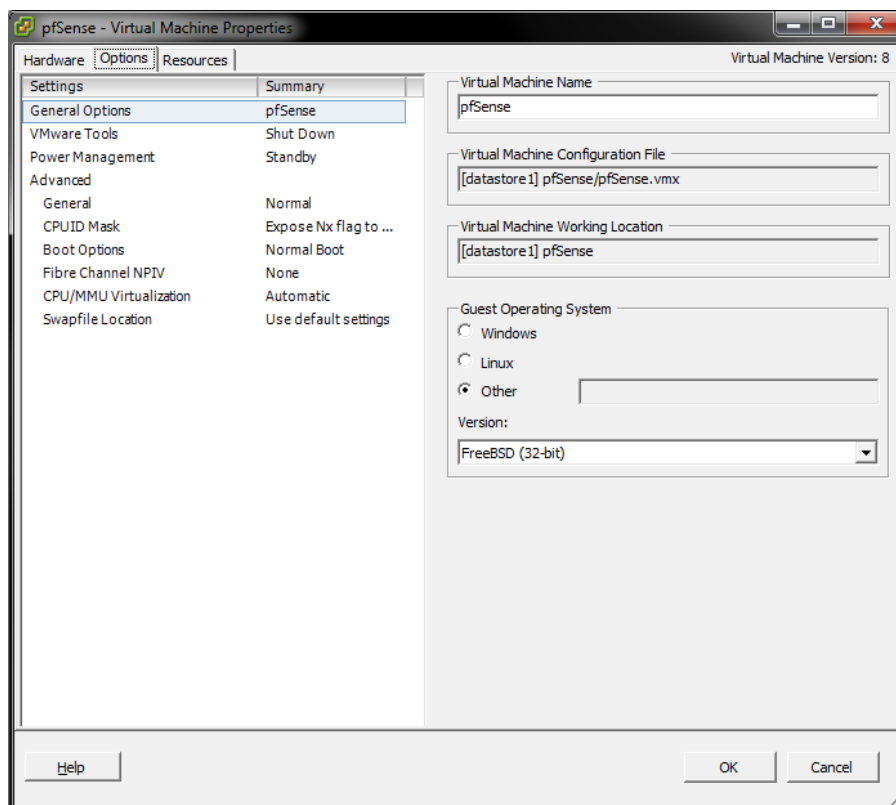 pfSense - Virtual Machine Properties
Hardware Options Resources Virtual Machine Version: 8
Settings Summary
General Options pfSense
VMware Tools Shut Down
Power Management Standby
Advanced
General Normal
CPUID Mask Expose Nx flag to ...
Boot Options Normal Boot
Fibre Channel NPIV None
CPU/MMU Virtualization Automatic
Swapfile Location Use default settings
Virtual Machine Name
pfSense
Virtual Machine Configuration File
[datastore1] pfSense/pfSense.vmx
Virtual Machine Working Location
[datastore1] pfSense
Guest Operating System
Windows
Linux
Other
Version:
FreeBSD (32-bit)
Help OK Cancel